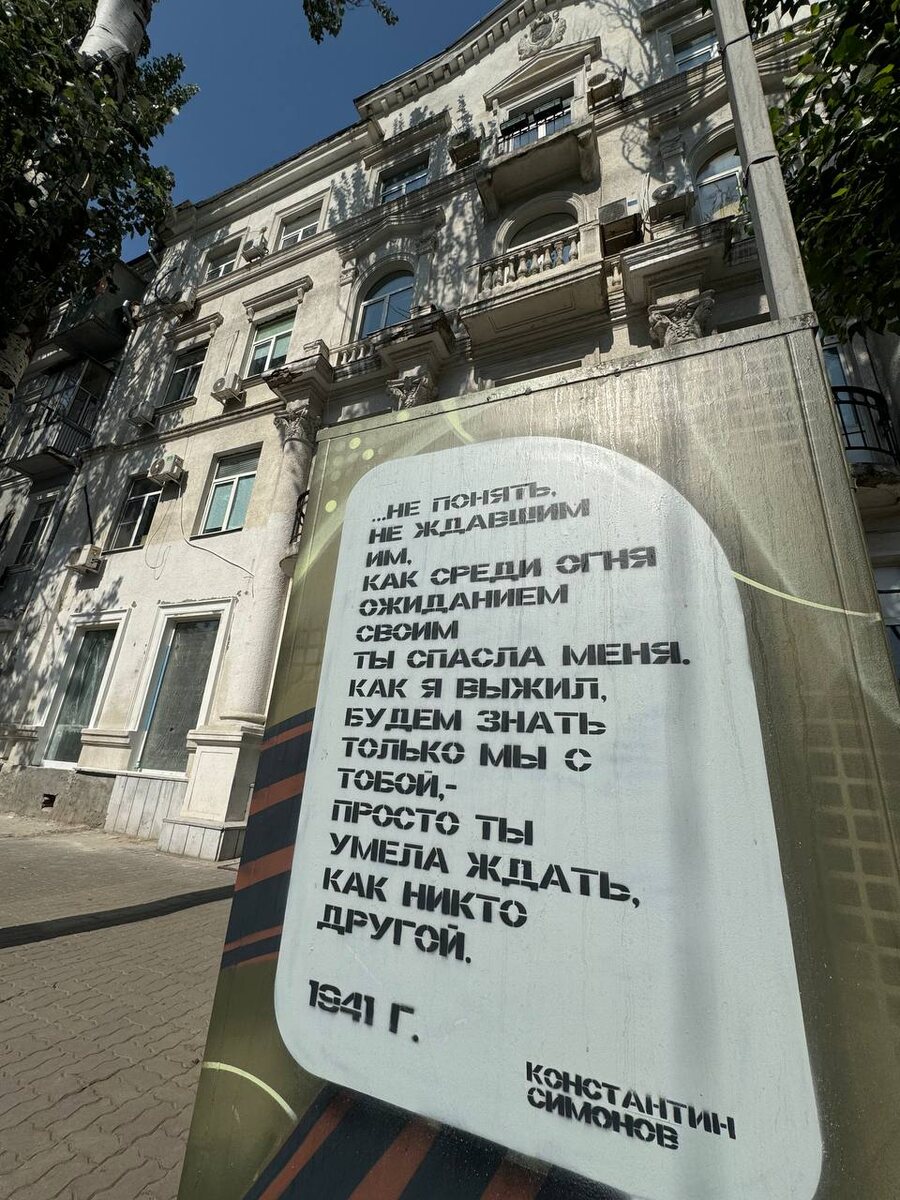 ...НЕ ПОНЯТЬ,
НЕ ЖДАВШИМ
ИМ,
КАК СРЕДИ ОГНЯ
ОЖИДАНИЕМ
СВОИМ
ТЫ СПАСЛА МЕНЯ.
КАК Я ВЫЖИЛ,
БУДЕМ ЗНАТЬ
ТОЛЬКО МЫ С
ТОБОЙ,-
ПРОСТО ТЫ
УМЕЛА ЖДАТЬ,
КАК НИКТО
ДРУГОЙ.
1941 Г.
КОНСТАНТИН
СИМОНОВ